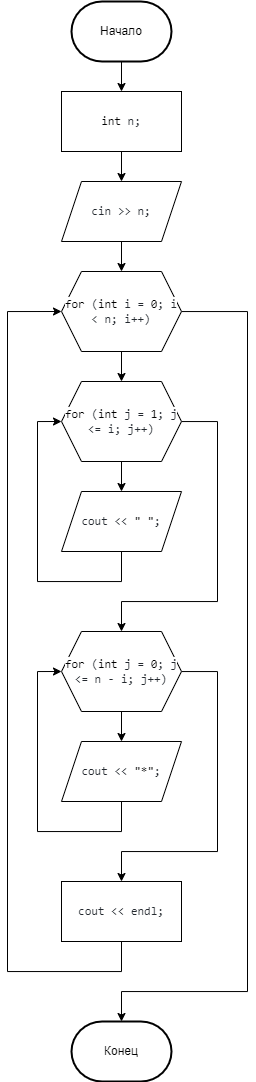 Начало
int n;
cin >> n;
for (int i = 0; i
< n; i++)
for (int j = 1; j
<= i; j++)
cout << " ";
for (int j = 0; j
<= n - i; j++)
cout << "*";
cout << endl;
Конец